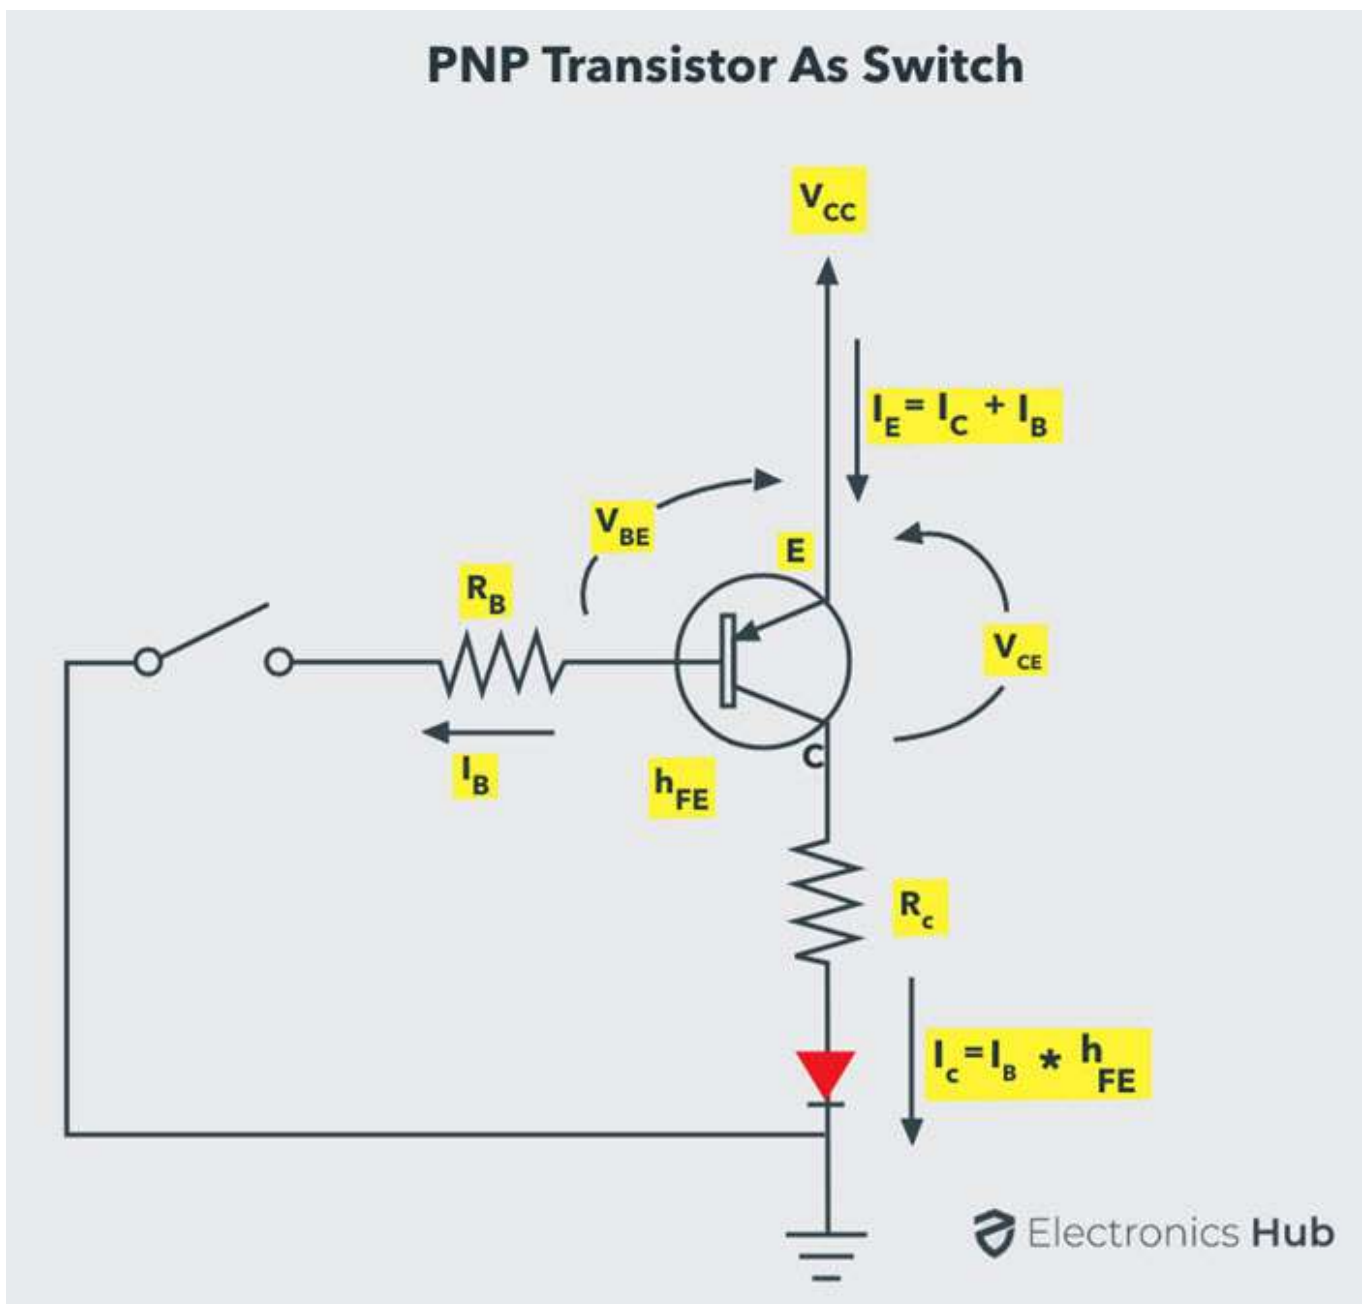 PNP Transistor As Switch
VCC
IE = IC + IB
VBE
E
RB
VCE
IB
hFE
C
Rc
Ic = IB * hFE
Electronics Hub